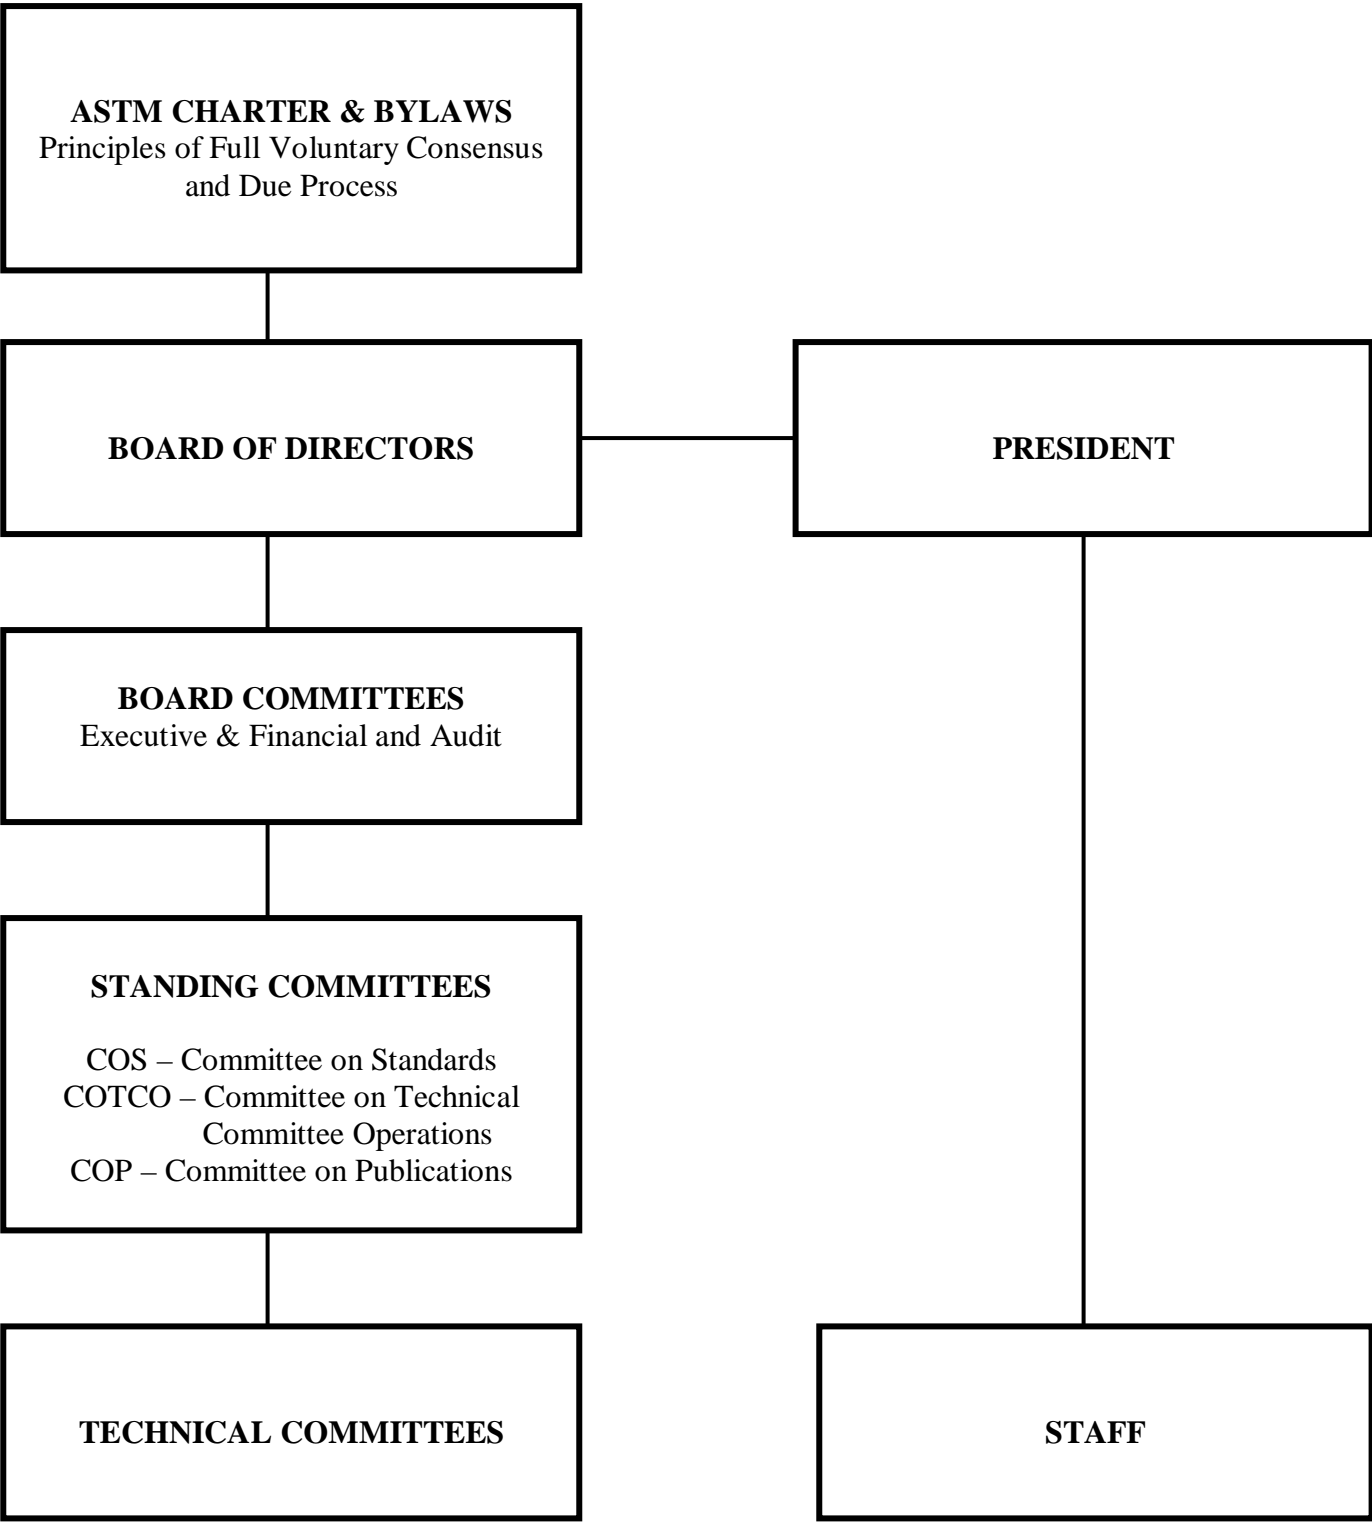 ASTM CHARTER & BYLAWS
Principles of Full Voluntary Consensus
and Due Process
BOARD OF DIRECTORS
PRESIDENT
BOARD COMMITTEES
Executive & Financial and Audit
STANDING COMMITTEES
COS – Committee on Standards
COTCO – Committee on Technical
Committee Operations
COP – Committee on Publications
TECHNICAL COMMITTEES
STAFF